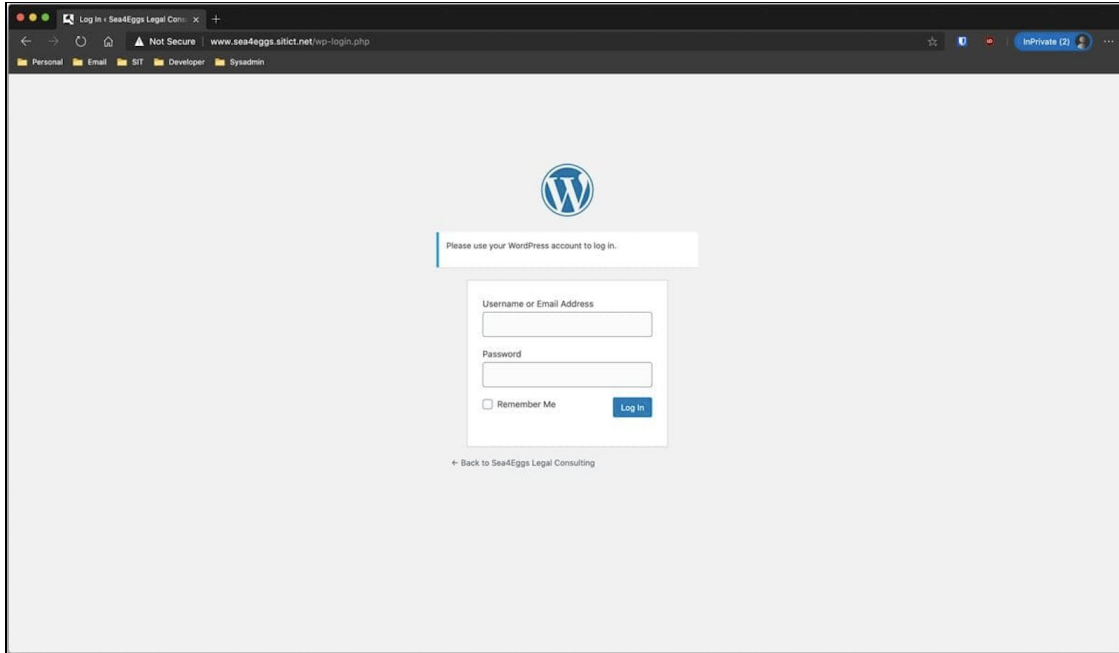 Log In ‹ Sea4Eggs Legal Cons
Not Secure | www.sea4eggs.sitict.net/wp-login.php
InPrivate (2)
Personal Email SIT Developer Sysadmin
Please use your WordPress account to log in.
Username or Email Address
Password
Remember Me
Log In
← Back to Sea4Eggs Legal Consulting